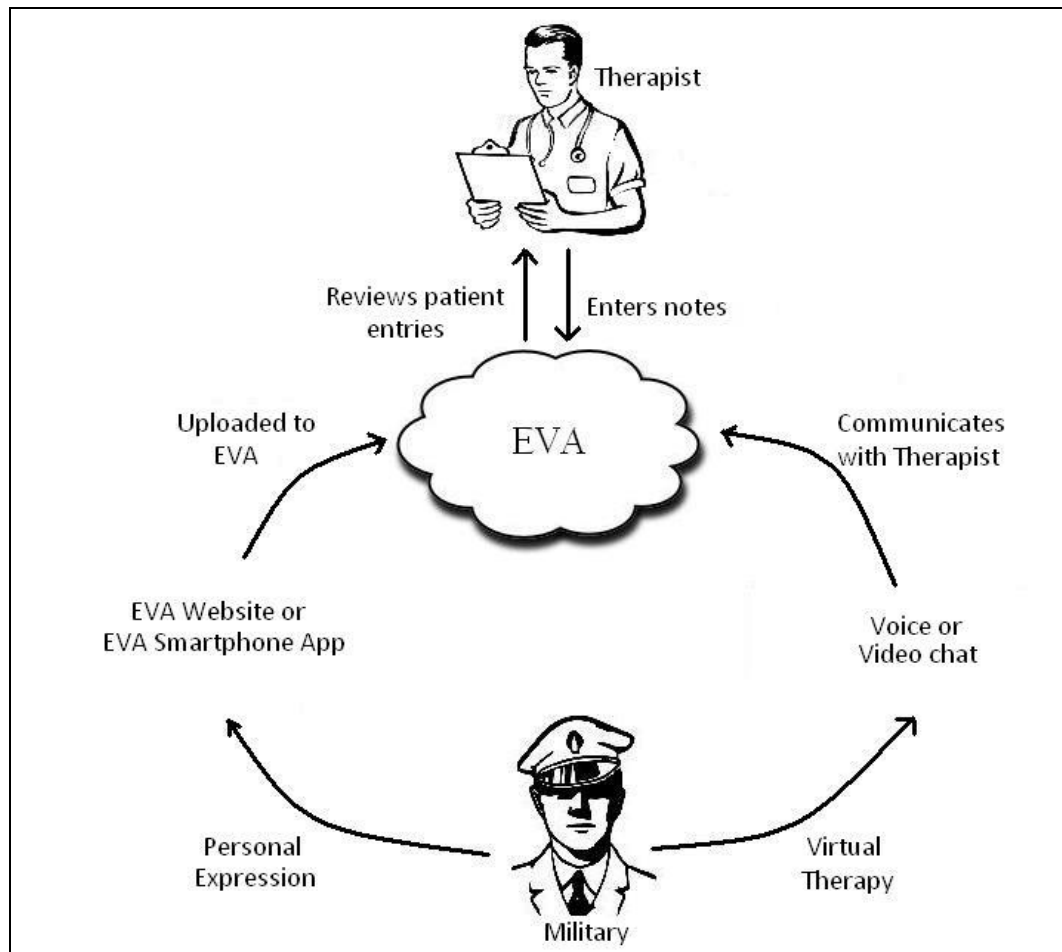 Therapist
Reviews patient
entries
Enters notes
Uploaded to
EVA
EVA
Communicates
with Therapist
EVA Website or
EVA Smartphone App
Voice or
Video chat
Personal
Expression
Virtual
Therapy
Military